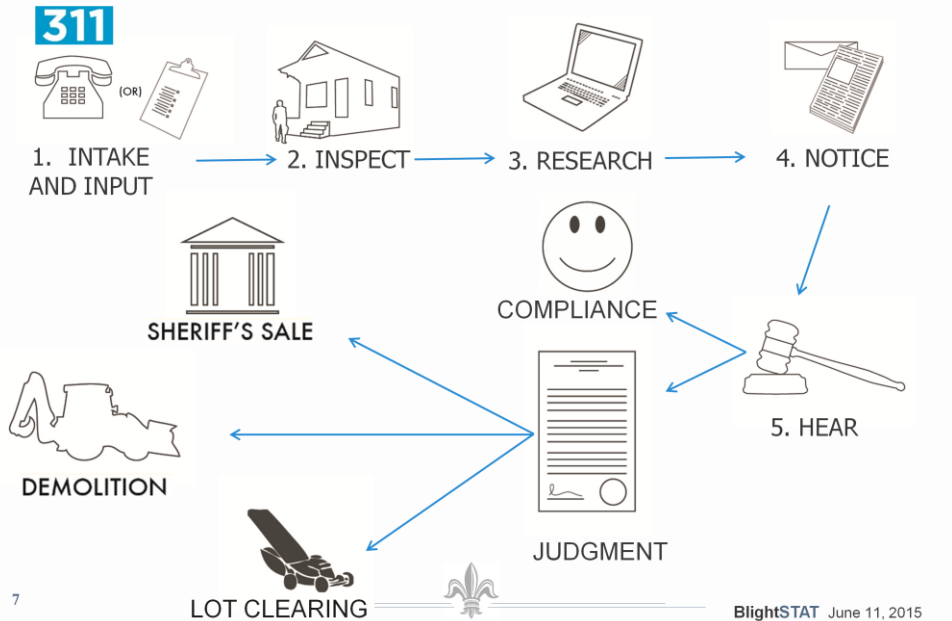 311
(OR)
1. INTAKE
AND INPUT
2. INSPECT
3. RESEARCH
4. NOTICE
COMPLIANCE
SHERIFF'S SALE
5. HEAR
DEMOLITION
JUDGMENT
LOT CLEARING
7
BlightSTAT June 11, 2015